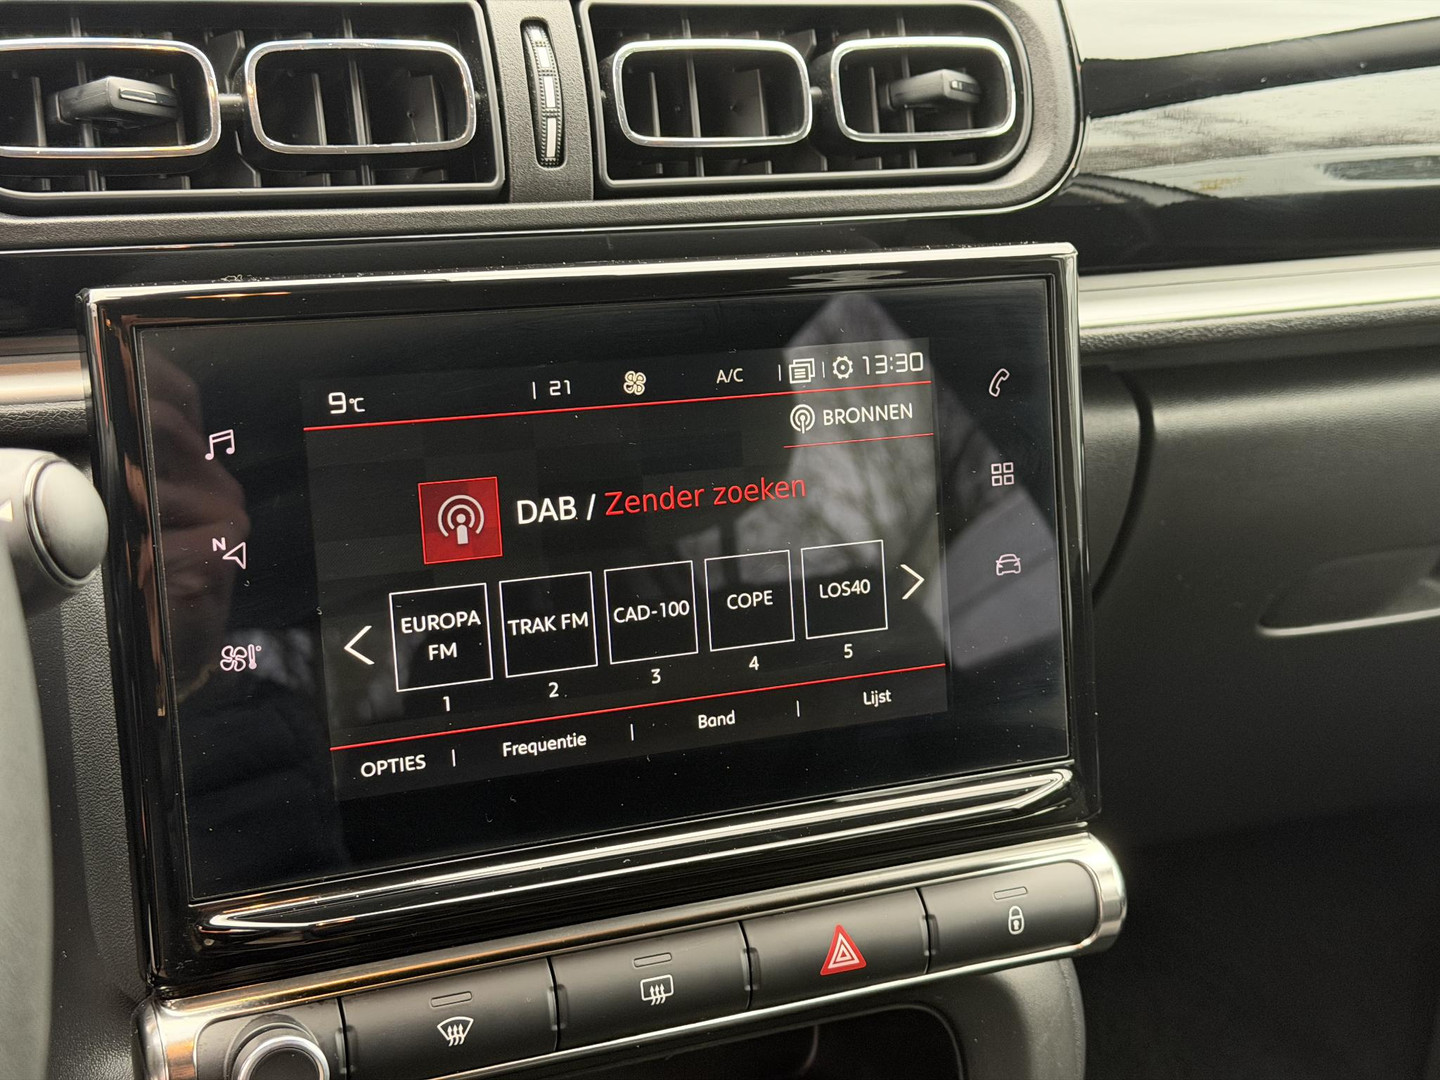 9°C | 21 A/C | | 13:30
BRONNEN
DAB / Zender zoeken
EUROPA
FM
TRAK FM
CAD-100
COPE
LOS40
1 2 3 4 5
OPTIES | Frequentie | Band | Lijst
N